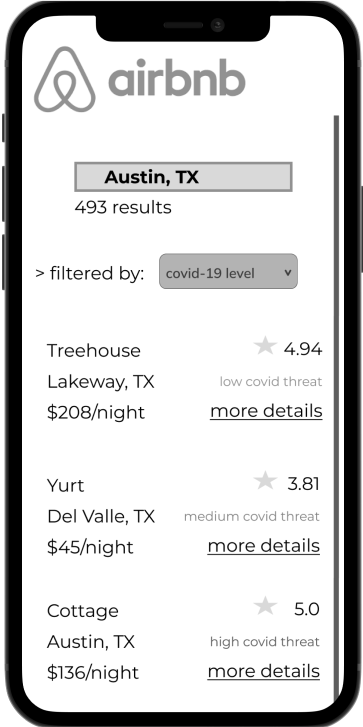 airbnb
Austin, TX
493 results
> filtered by: covid-19 level v
Treehouse 4.94
Lakeway, TX low covid threat
$208/night more details
Yurt 3.81
Del Valle, TX medium covid threat
$45/night more details
Cottage 5.0
Austin, TX high covid threat
$136/night more details